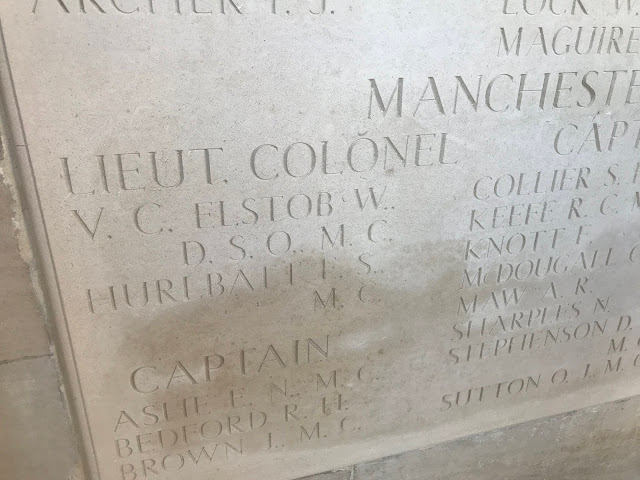 ARCHER T. J.
MANCHESTE
LIEUT. COLONEL
V. C. ELSTOB W.,
D. S. O., M. C.
HURLBATT E. S.,
M. C.
CAPTAIN
ASHE E. N., M. C.
BEDFORD R. H.
BROWN J., M. C.
LOCK W
MAGUIRE
CAPT
COLLIER S. F
KEEFE R. C. M
KNOTT F.
McDOUGALL C
MAW A. R.
SHARPLES N.
STEPHENSON D.
M. C
SUTTON O. J. M. C